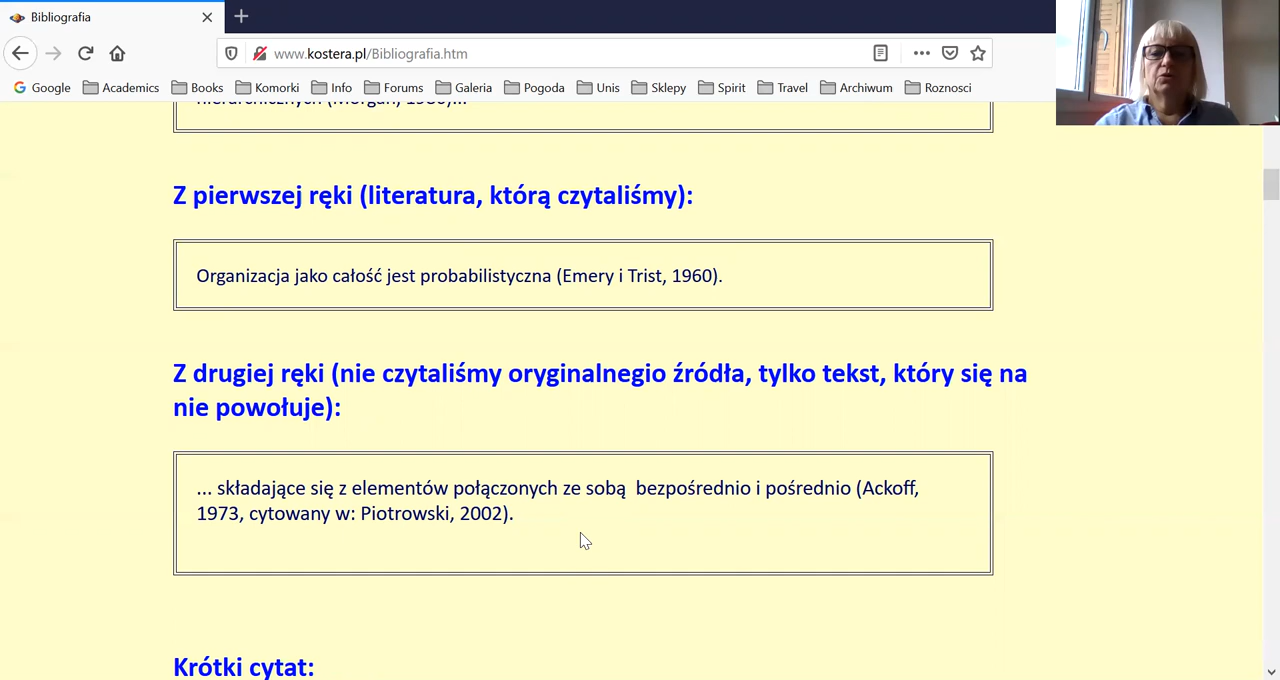 Bibliografia
www.kostera.pl/Bibliografia.htm
Google Academics Books Komorki Info Forums Galeria Pogoda Unis Sklepy Spirit Travel Archiwum Roznosci
hierarchicznych (Morgan, 1986)...
Z pierwszej ręki (literatura, którą czytaliśmy):
Organizacja jako całość jest probabilistyczna (Emery i Trist, 1960).
Z drugiej ręki (nie czytaliśmy oryginalnegio źródła, tylko tekst, który się na
nie powołuje):
... składające się z elementów połączonych ze sobą  bezpośrednio i pośrednio (Ackoff,
1973, cytowany w: Piotrowski, 2002).
Krótki cytat: